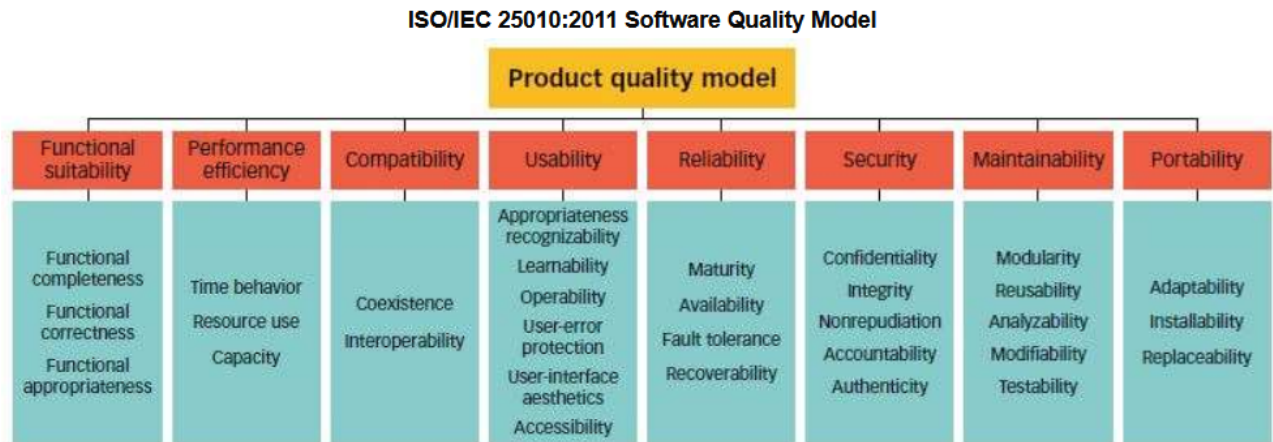 ISO/IEC 25010:2011 Software Quality Model
Product quality model
Functional
suitability
Performance
efficiency
Compatibility
Usability
Reliability
Security
Maintainability
Portability
Functional
completeness
Functional
correctness
Functional
appropriateness
Time behavior
Resource use
Capacity
Coexistence
Interoperability
Appropriateness
recognizability
Learnability
Operability
User-error
protection
User-interface
aesthetics
Accessibility
Maturity
Availability
Fault tolerance
Recoverability
Confidentiality
Integrity
Nonrepudiation
Accountability
Authenticity
Modularity
Reusability
Analyzability
Modifiability
Testability
Adaptability
Installability
Replaceability